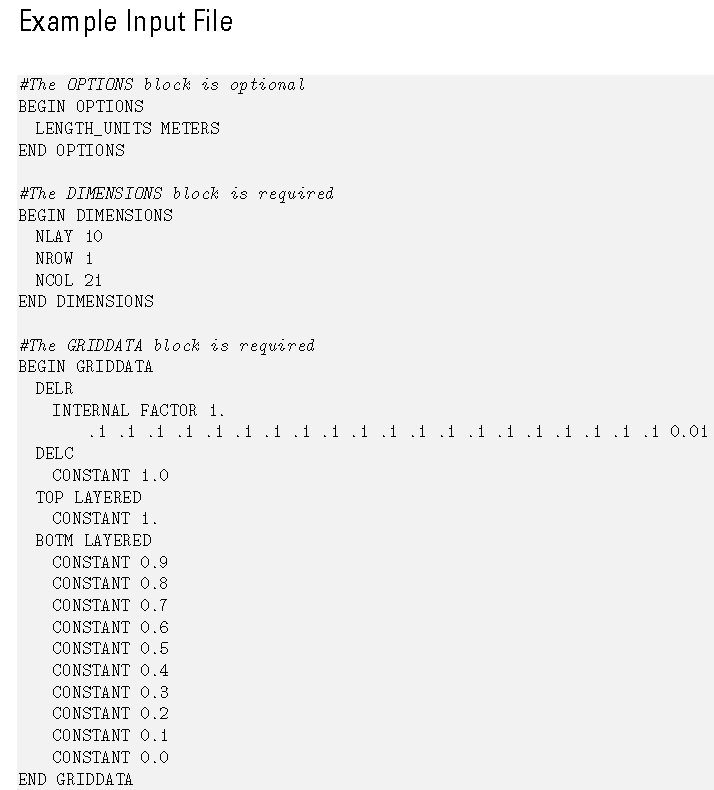 Example Input File
#The OPTIONS block is optional
BEGIN OPTIONS
LENGTH_UNITS METERS
END OPTIONS
#The DIMENSIONS block is required
BEGIN DIMENSIONS
NLAY 10
NROW 1
NCOL 21
END DIMENSIONS
#The GRIDDATA block is required
BEGIN GRIDDATA
DELR
INTERNAL FACTOR 1.
.1 .1 .1 .1 .1 .1 .1 .1 .1 .1 .1 .1 .1 .1 .1 .1 .1 .1 .1 .1 0.01
DELC
CONSTANT 1.0
TOP LAYERED
CONSTANT 1.
BOTM LAYERED
CONSTANT 0.9
CONSTANT 0.8
CONSTANT 0.7
CONSTANT 0.6
CONSTANT 0.5
CONSTANT 0.4
CONSTANT 0.3
CONSTANT 0.2
CONSTANT 0.1
CONSTANT 0.0
END GRIDDATA